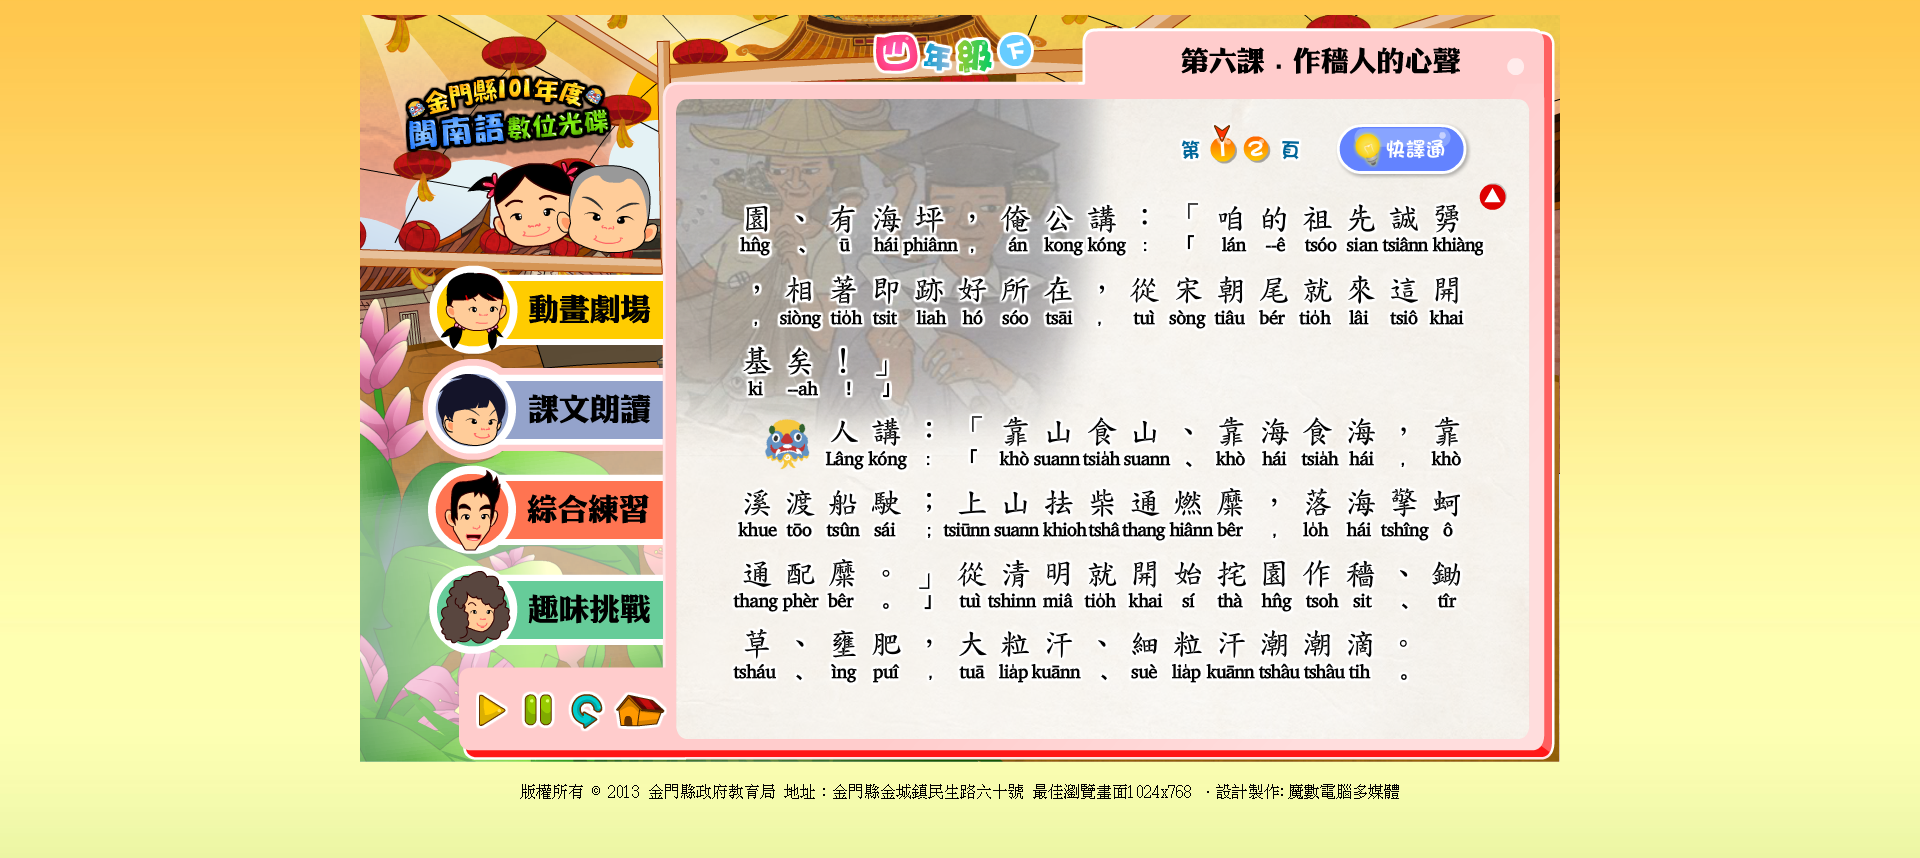 金門縣101年度
閩南語數位光碟
四年級 下
第六課．作穡人的心聲
第 1 2 頁
快譯通
動畫劇場
課文朗讀
綜合練習
趣味挑戰
園、有海坪，俺公講：「咱的祖先誠勥
hn̂g 、 ū hái phiânn ， án kong kóng ： 「 lán --ê tsóo sian tsiânn khiàng
，相著即跡好所在，從宋朝尾就來這開
， siòng tio̍h tsit liah hó sóo tsāi ， tuì sòng tiâu bér tio̍h lâi tsiô khai
基矣！」
ki --ah ！ 」
人講：「靠山食山、靠海食海，靠
Lâng kóng ： 「 khò suann tsia̍h suann 、 khò hái tsia̍h hái ， khò
溪渡船駛；上山抾柴通燃糜，落海擎蚵
khue tōo tsûn sái ； tsiūnn suann khioh tshâ thang hiânn bêr ， lo̍h hái tshîng ô
通配糜。」從清明就開始挓園作穡、鋤
thang phèr bêr 。 」 tuì tshinn miâ tio̍h khai sí thà hn̂g tsoh sit 、 tîr
草、壅肥，大粒汗、細粒汗潮潮滴。
tsháu 、 ìng puî ， tuā lia̍p kuānn 、 suè lia̍p kuānn tshâu tshâu tih 。
版權所有 © 2013 金門縣政府教育局 地址：金門縣金城鎮民生路六十號 最佳瀏覽畫面1024x768 ‧設計製作:魔數電腦多媒體